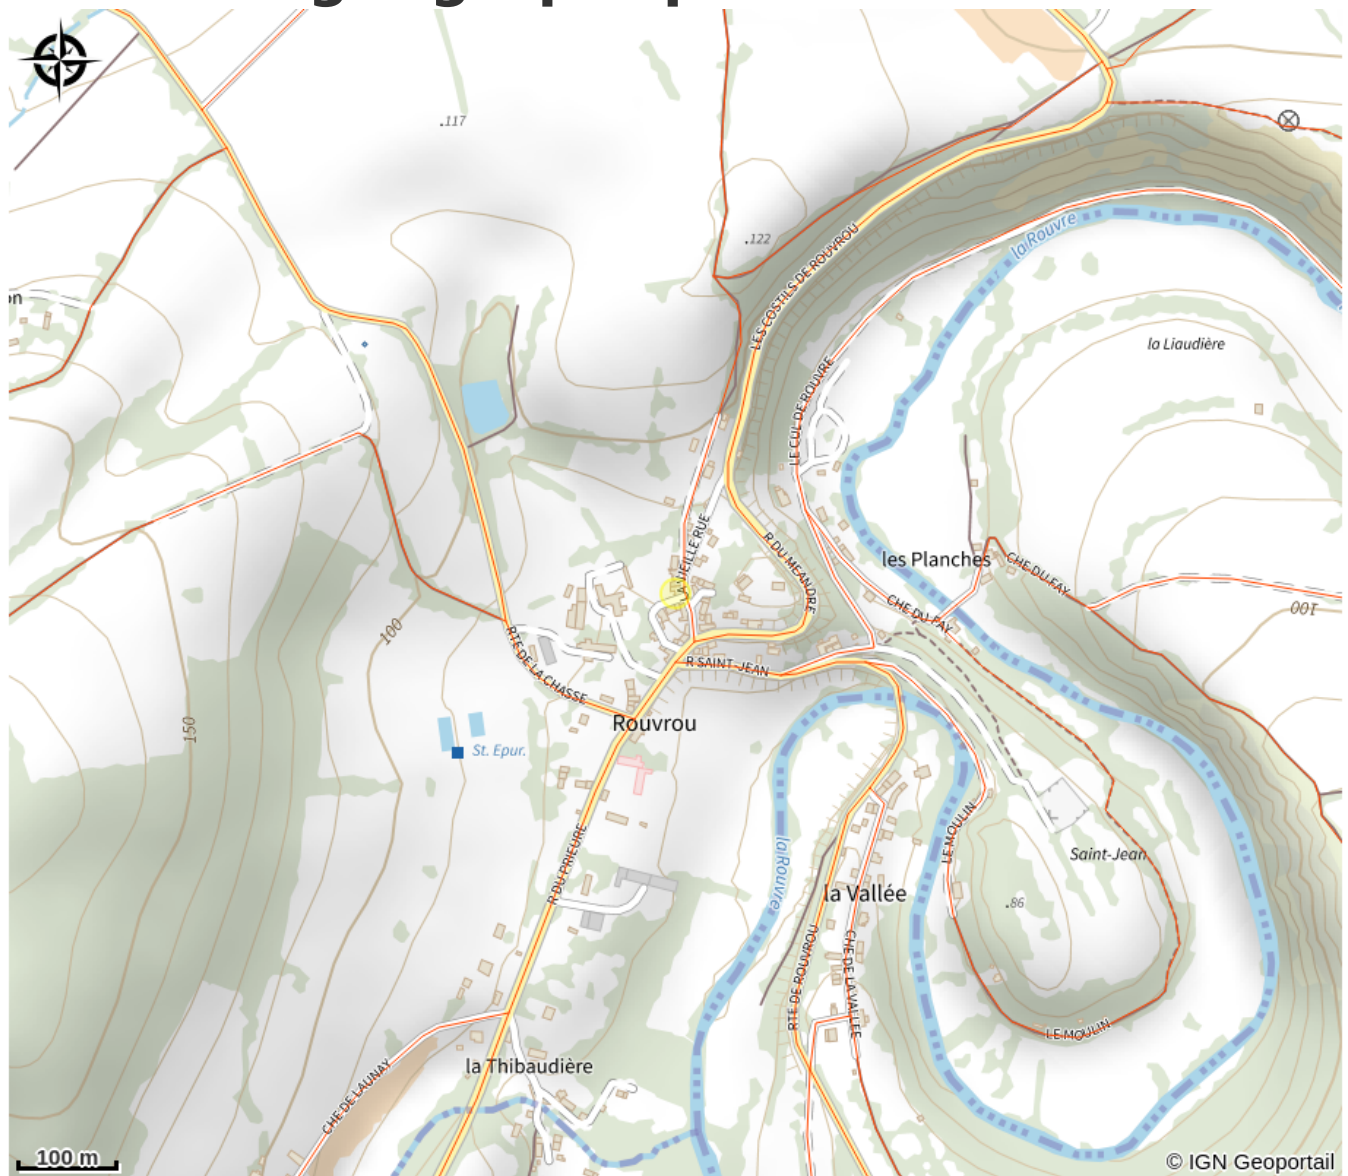 117
122
la Rouvre
LES COSTILS DE ROUVROU
la Liaudière
on
LE CUL DE ROUVRE
LA VIEILLE RUE
R DU MEANDRE
les Planches
CHE DU FAY
CHE DU FAY
100
100
RTE DE LA CHASSE
R SAINT-JEAN
Rouvrou
150
St. Epur.
LE MOULIN
Saint-Jean
R DU PRIEURE
la Rouvre
la Vallée
86
RTE DE ROUVROU
CHE DE LA VALLEE
LE MOULIN
la Thibaudière
CHE DE LAUNAY
100 m
© IGN Geoportail